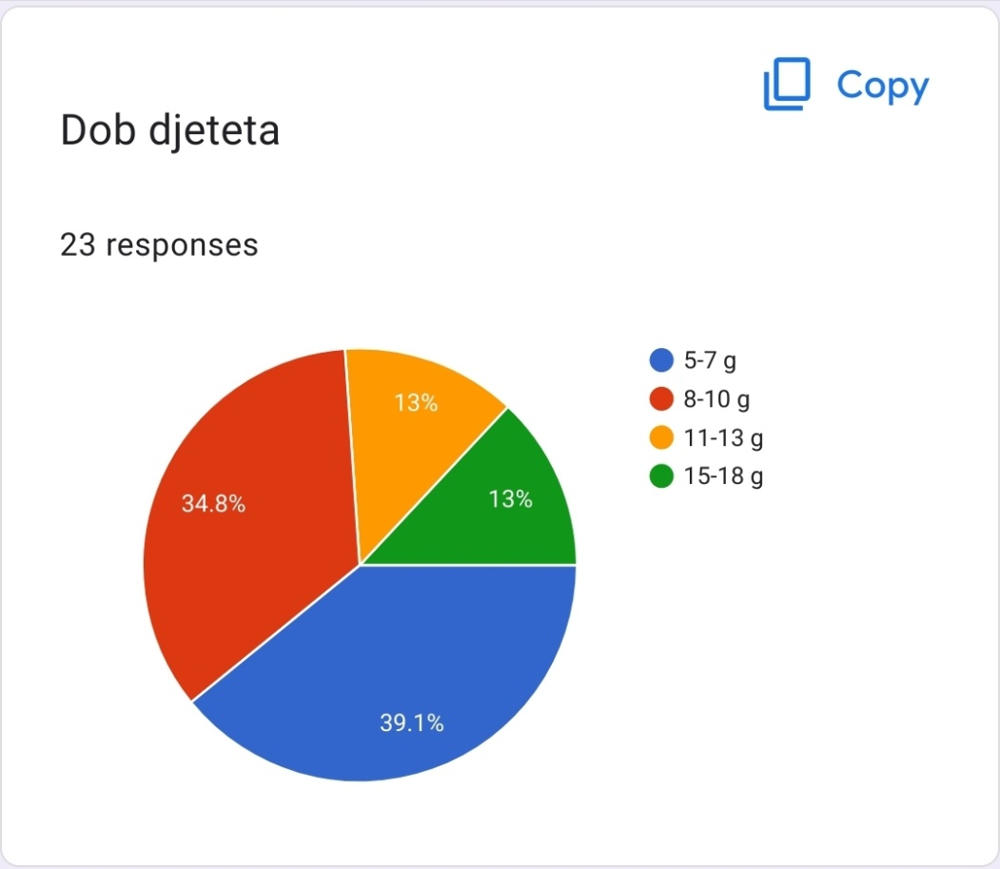 Copy
Dob djeteta
23 responses
5-7 g
8-10 g
11-13 g
15-18 g
13%
34.8%
13%
39.1%